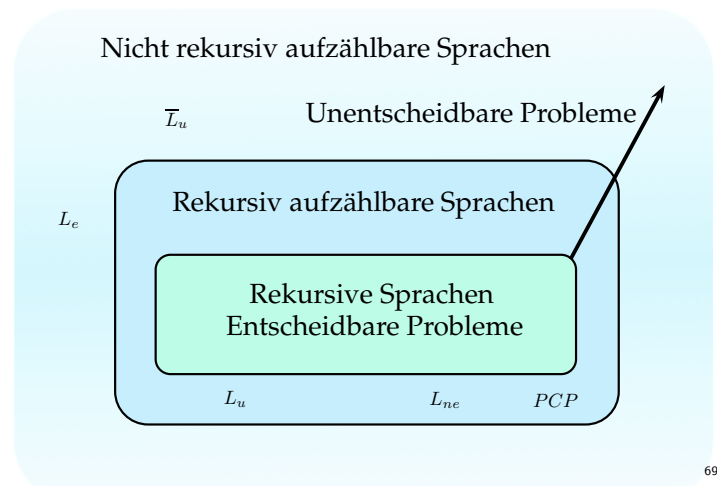 Nicht rekursiv aufzählbare Sprachen
Unentscheidbare Probleme
L̅_u
Rekursiv aufzählbare Sprachen
L_e
Rekursive Sprachen
Entscheidbare Probleme
L_u L_ne PCP
69